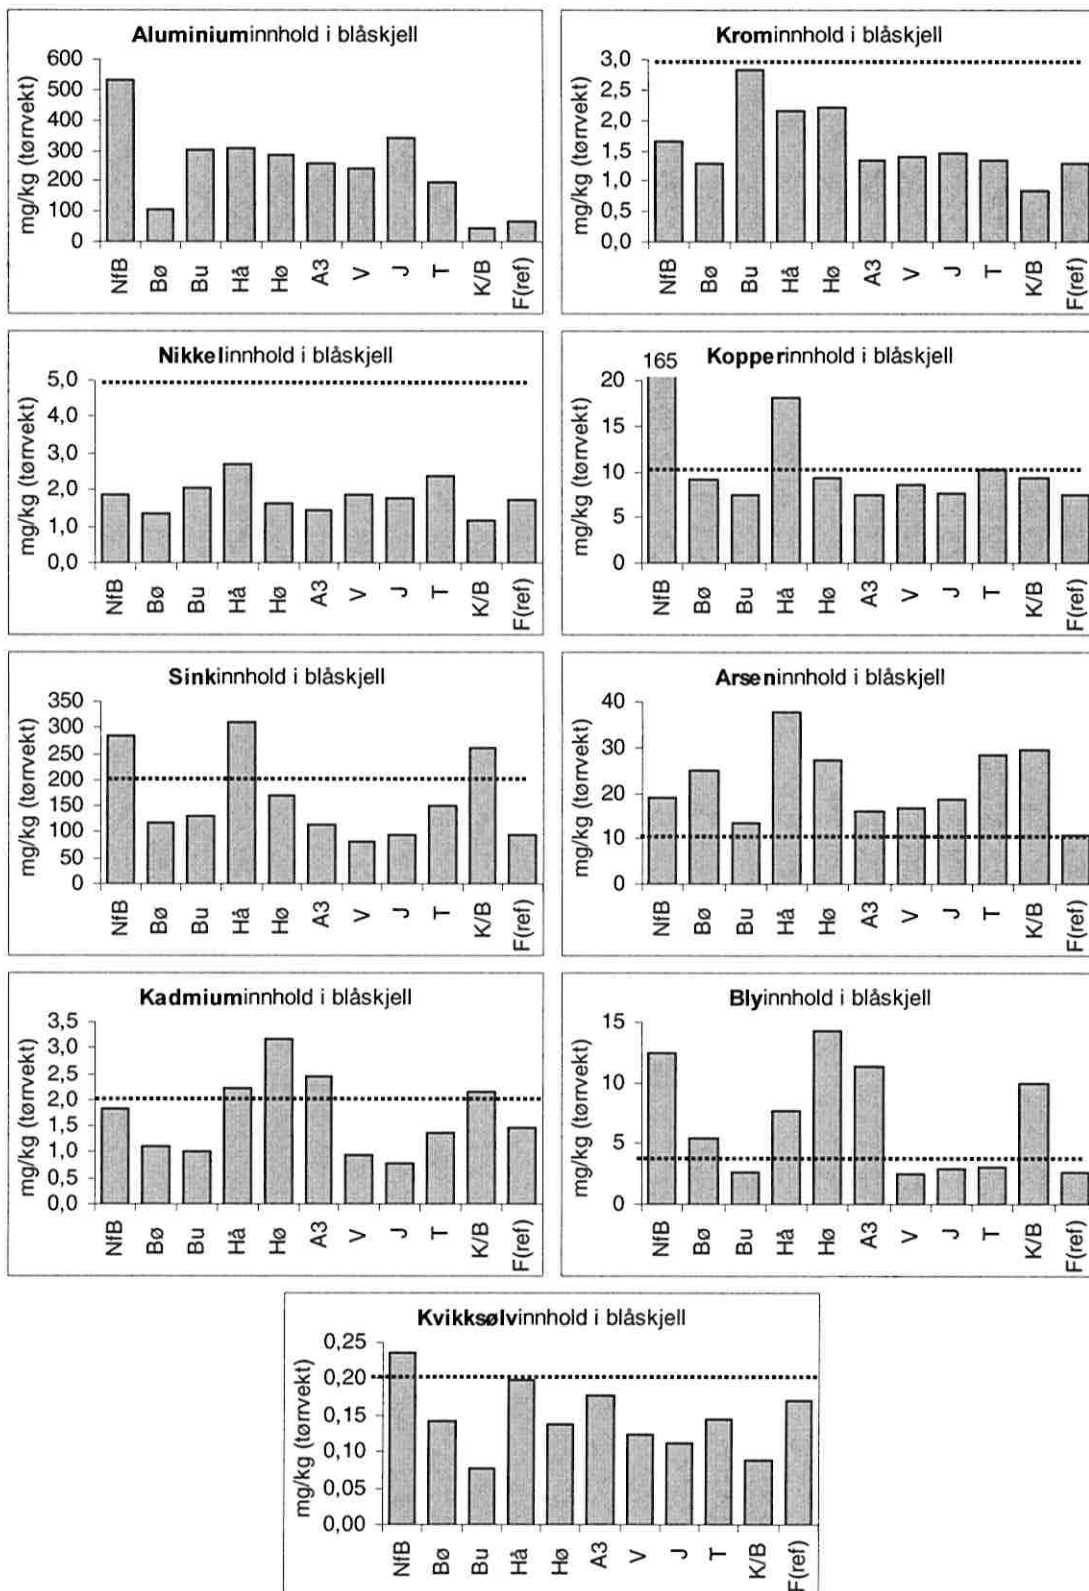 Aluminiuminnhold i blåskjell
mg/kg (tørrvekt)
600
500
400
300
200
100
0
NfB Bø Bu Hå Hø A3 V J T K/B F(ref)
Krominnhold i blåskjell
mg/kg (tørrvekt)
3,0
2,5
2,0
1,5
1,0
0,5
0,0
NfB Bø Bu Hå Hø A3 V J T K/B F(ref)
Nikkelinnhold i blåskjell
mg/kg (tørrvekt)
5,0
4,0
3,0
2,0
1,0
0,0
NfB Bø Bu Hå Hø A3 V J T K/B F(ref)
Kopperinnhold i blåskjell
165
mg/kg (tørrvekt)
20
15
10
5
0
NfB Bø Bu Hå Hø A3 V J T K/B F(ref)
Sinkinnhold i blåskjell
mg/kg (tørrvekt)
350
300
250
200
150
100
50
0
NfB Bø Bu Hå Hø A3 V J T K/B F(ref)
Arseninnhold i blåskjell
mg/kg (tørrvekt)
40
30
20
10
0
NfB Bø Bu Hå Hø A3 V J T K/B F(ref)
Kadmiuminnhold i blåskjell
mg/kg (tørrvekt)
3,5
3,0
2,5
2,0
1,5
1,0
0,5
0,0
NfB Bø Bu Hå Hø A3 V J T K/B F(ref)
Blyinnhold i blåskjell
mg/kg (tørrvekt)
15
10
5
0
NfB Bø Bu Hå Hø A3 V J T K/B F(ref)
Kvikksølvinnhold i blåskjell
mg/kg (tørrvekt)
0,25
0,20
0,15
0,10
0,05
0,00
NfB Bø Bu Hå Hø A3 V J T K/B F(ref)